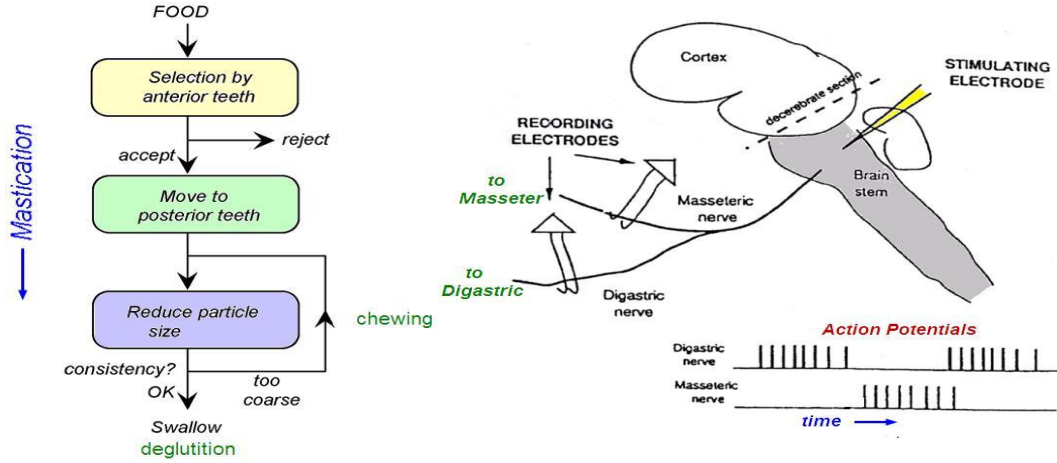 FOOD
Selection by
anterior teeth
reject
accept
Move to
posterior teeth
Mastication
Reduce particle
size
chewing
consistency?
OK
too
coarse
Swallow
deglutition
Cortex
decerebrate section
STIMULATING
ELECTRODE
RECORDING
ELECTRODES
Brain
stem
to
Masseter
Masseteric
nerve
to
Digastric
Digastric
nerve
Action Potentials
Digastric
nerve
Masseteric
nerve
time